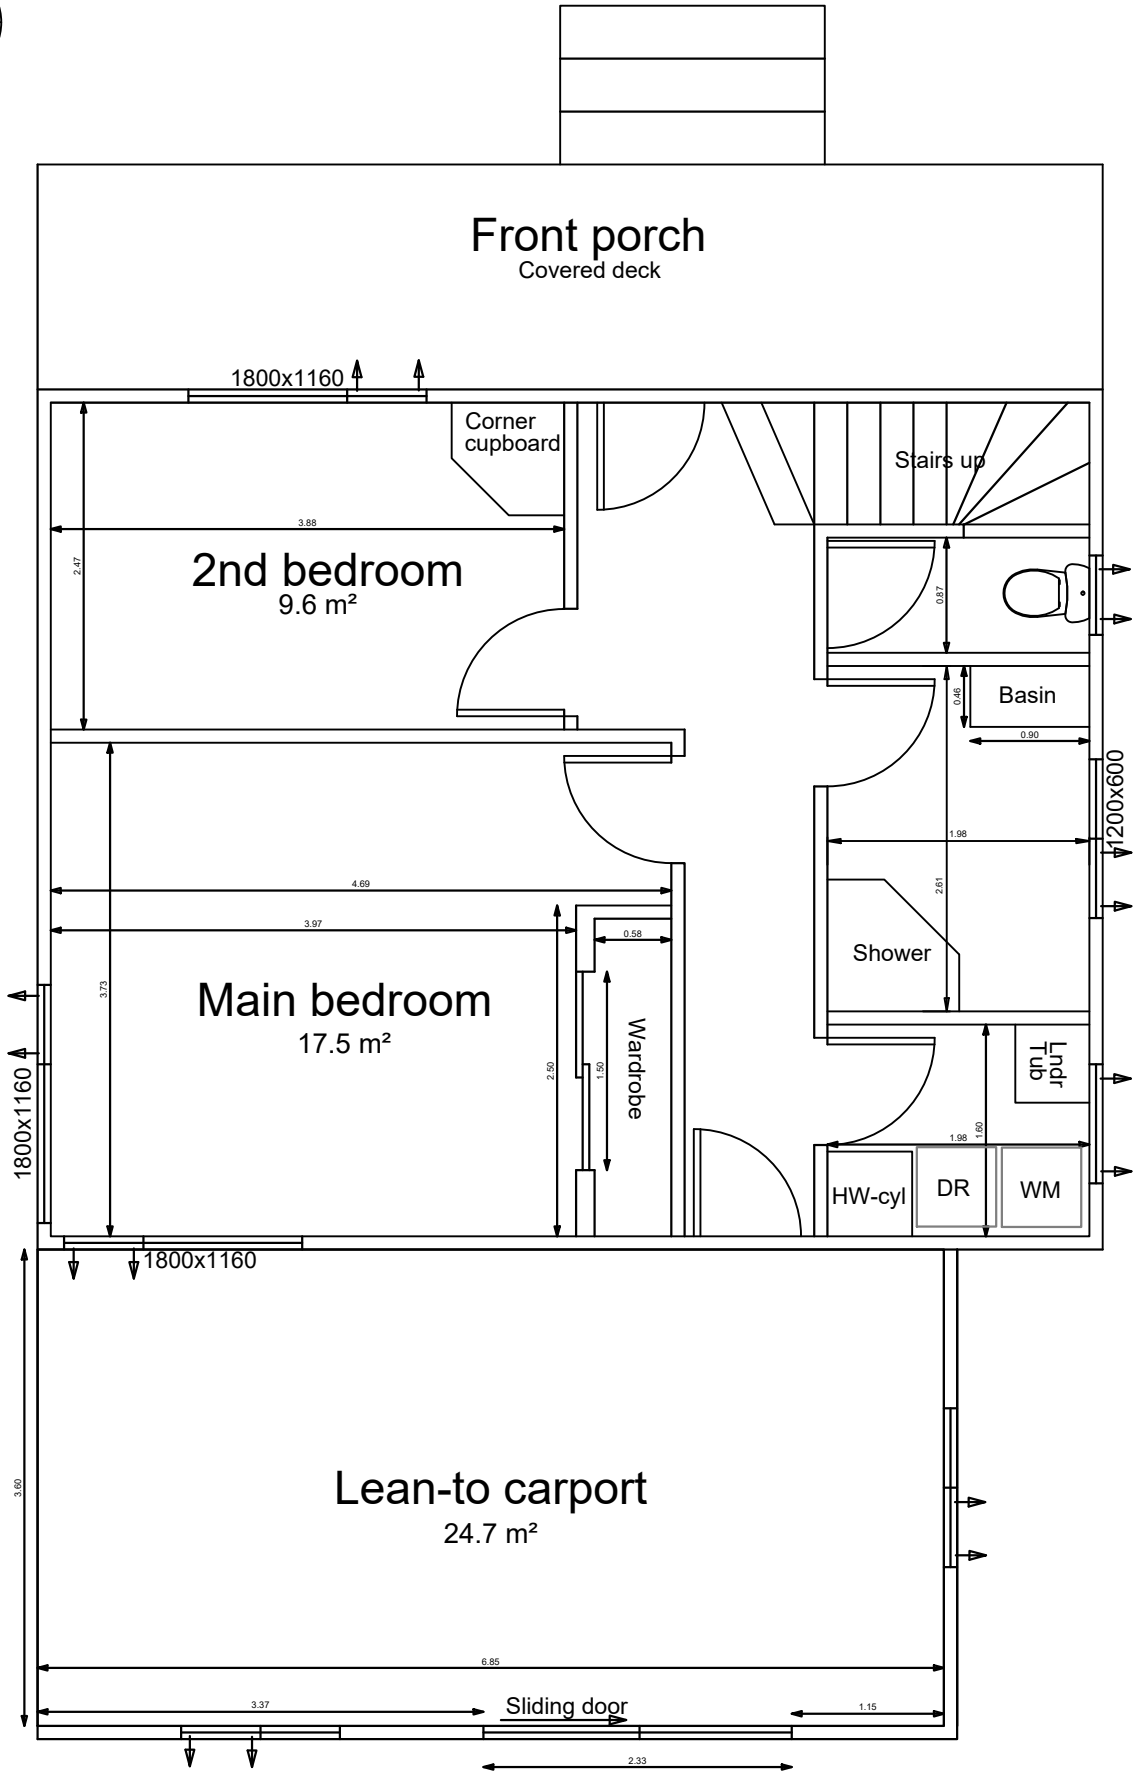 Front porch
Covered deck
1800x1160
Corner
cupboard
Stairs up
3.88
2.47
2nd bedroom
9.6 m²
0.87
0.46
Basin
0.90
1200x600
1.98
2.61
4.69
3.97
0.58
Shower
3.73
Main bedroom
17.5 m²
2.50
1.50
Wardrobe
Lndr
Tub
1800x1160
1.60
1.98
HW-cyl
DR
WM
1800x1160
3.60
Lean-to carport
24.7 m²
6.85
3.37
Sliding door
1.15
2.33